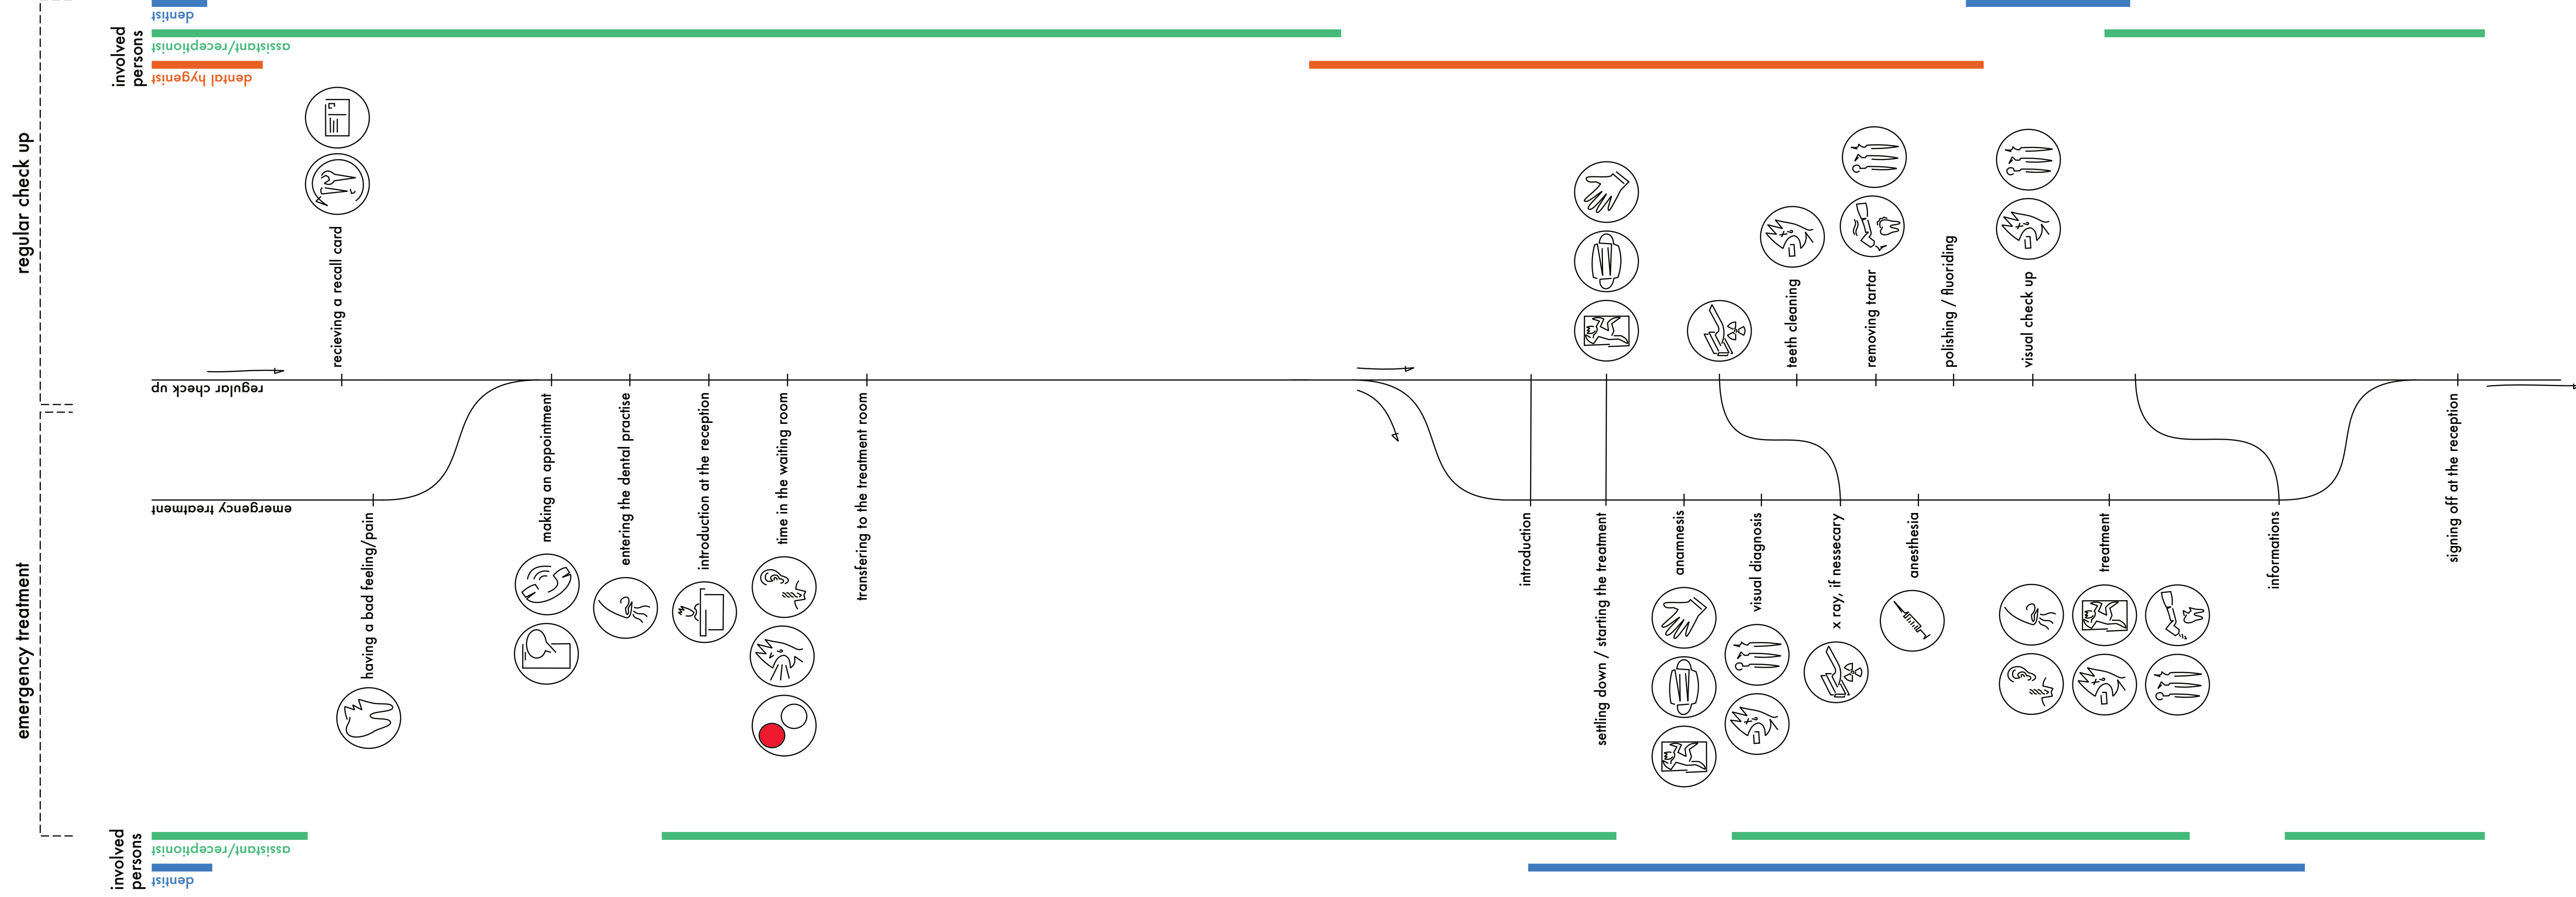 dentist
involved
persons
assistant/receptionist
dental hygenist
regular check up
recieving a recall card
teeth cleaning
removing tartar
polishing / fluoriding
visual check up
regular check up
emergency treatment
emergency treatment
having a bad feeling/pain
making an appointment
entering the dental practise
introduction at the reception
time in the waiting room
transfering to the treatment room
introduction
settling down / starting the treatment
anamnesis
visual diagnosis
x ray, if nessecary
anesthesia
treatment
informations
signing off at the reception
involved
persons
assistant/receptionist
dentist